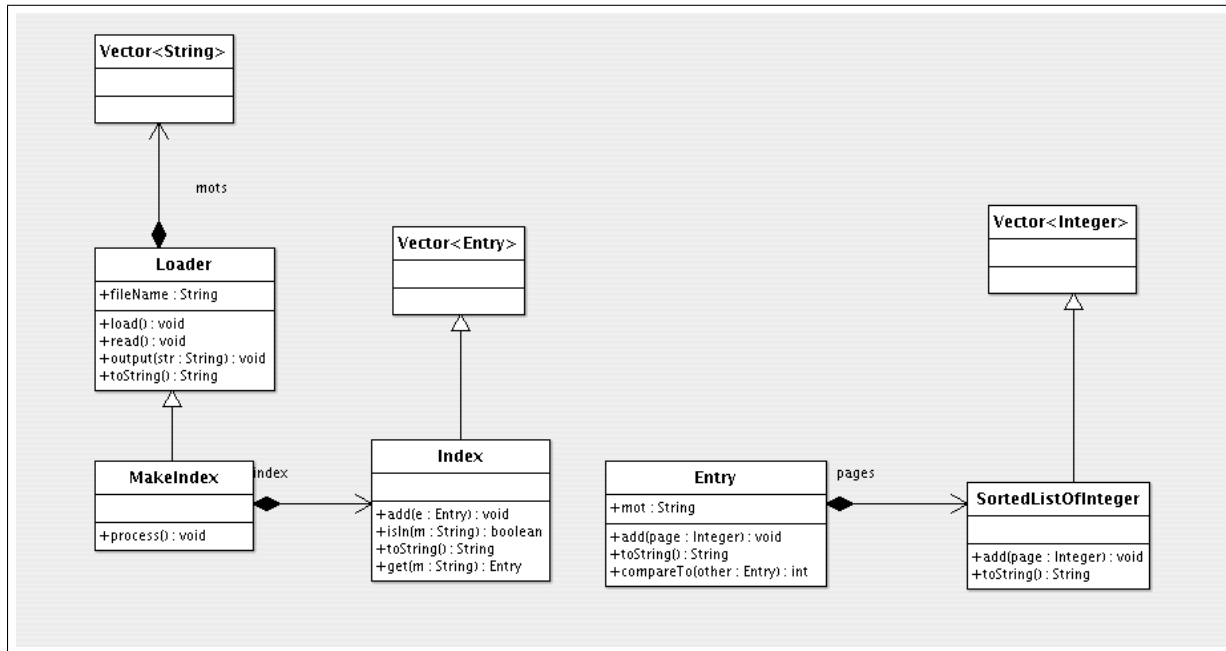 Vector<String>
mots
Loader
+fileName : String
+load() : void
+read() : void
+output(str : String) : void
+toString() : String
Vector<Entry>
Vector<Integer>
MakeIndex
+process() : void
index
Index
+add(e : Entry) : void
+isIn(m : String) : boolean
+toString() : String
+get(m : String) : Entry
Entry
+mot : String
+add(page : Integer) : void
+toString() : String
+compareTo(other : Entry) : int
pages
SortedListOfInteger
+add(page : Integer) : void
+toString() : String